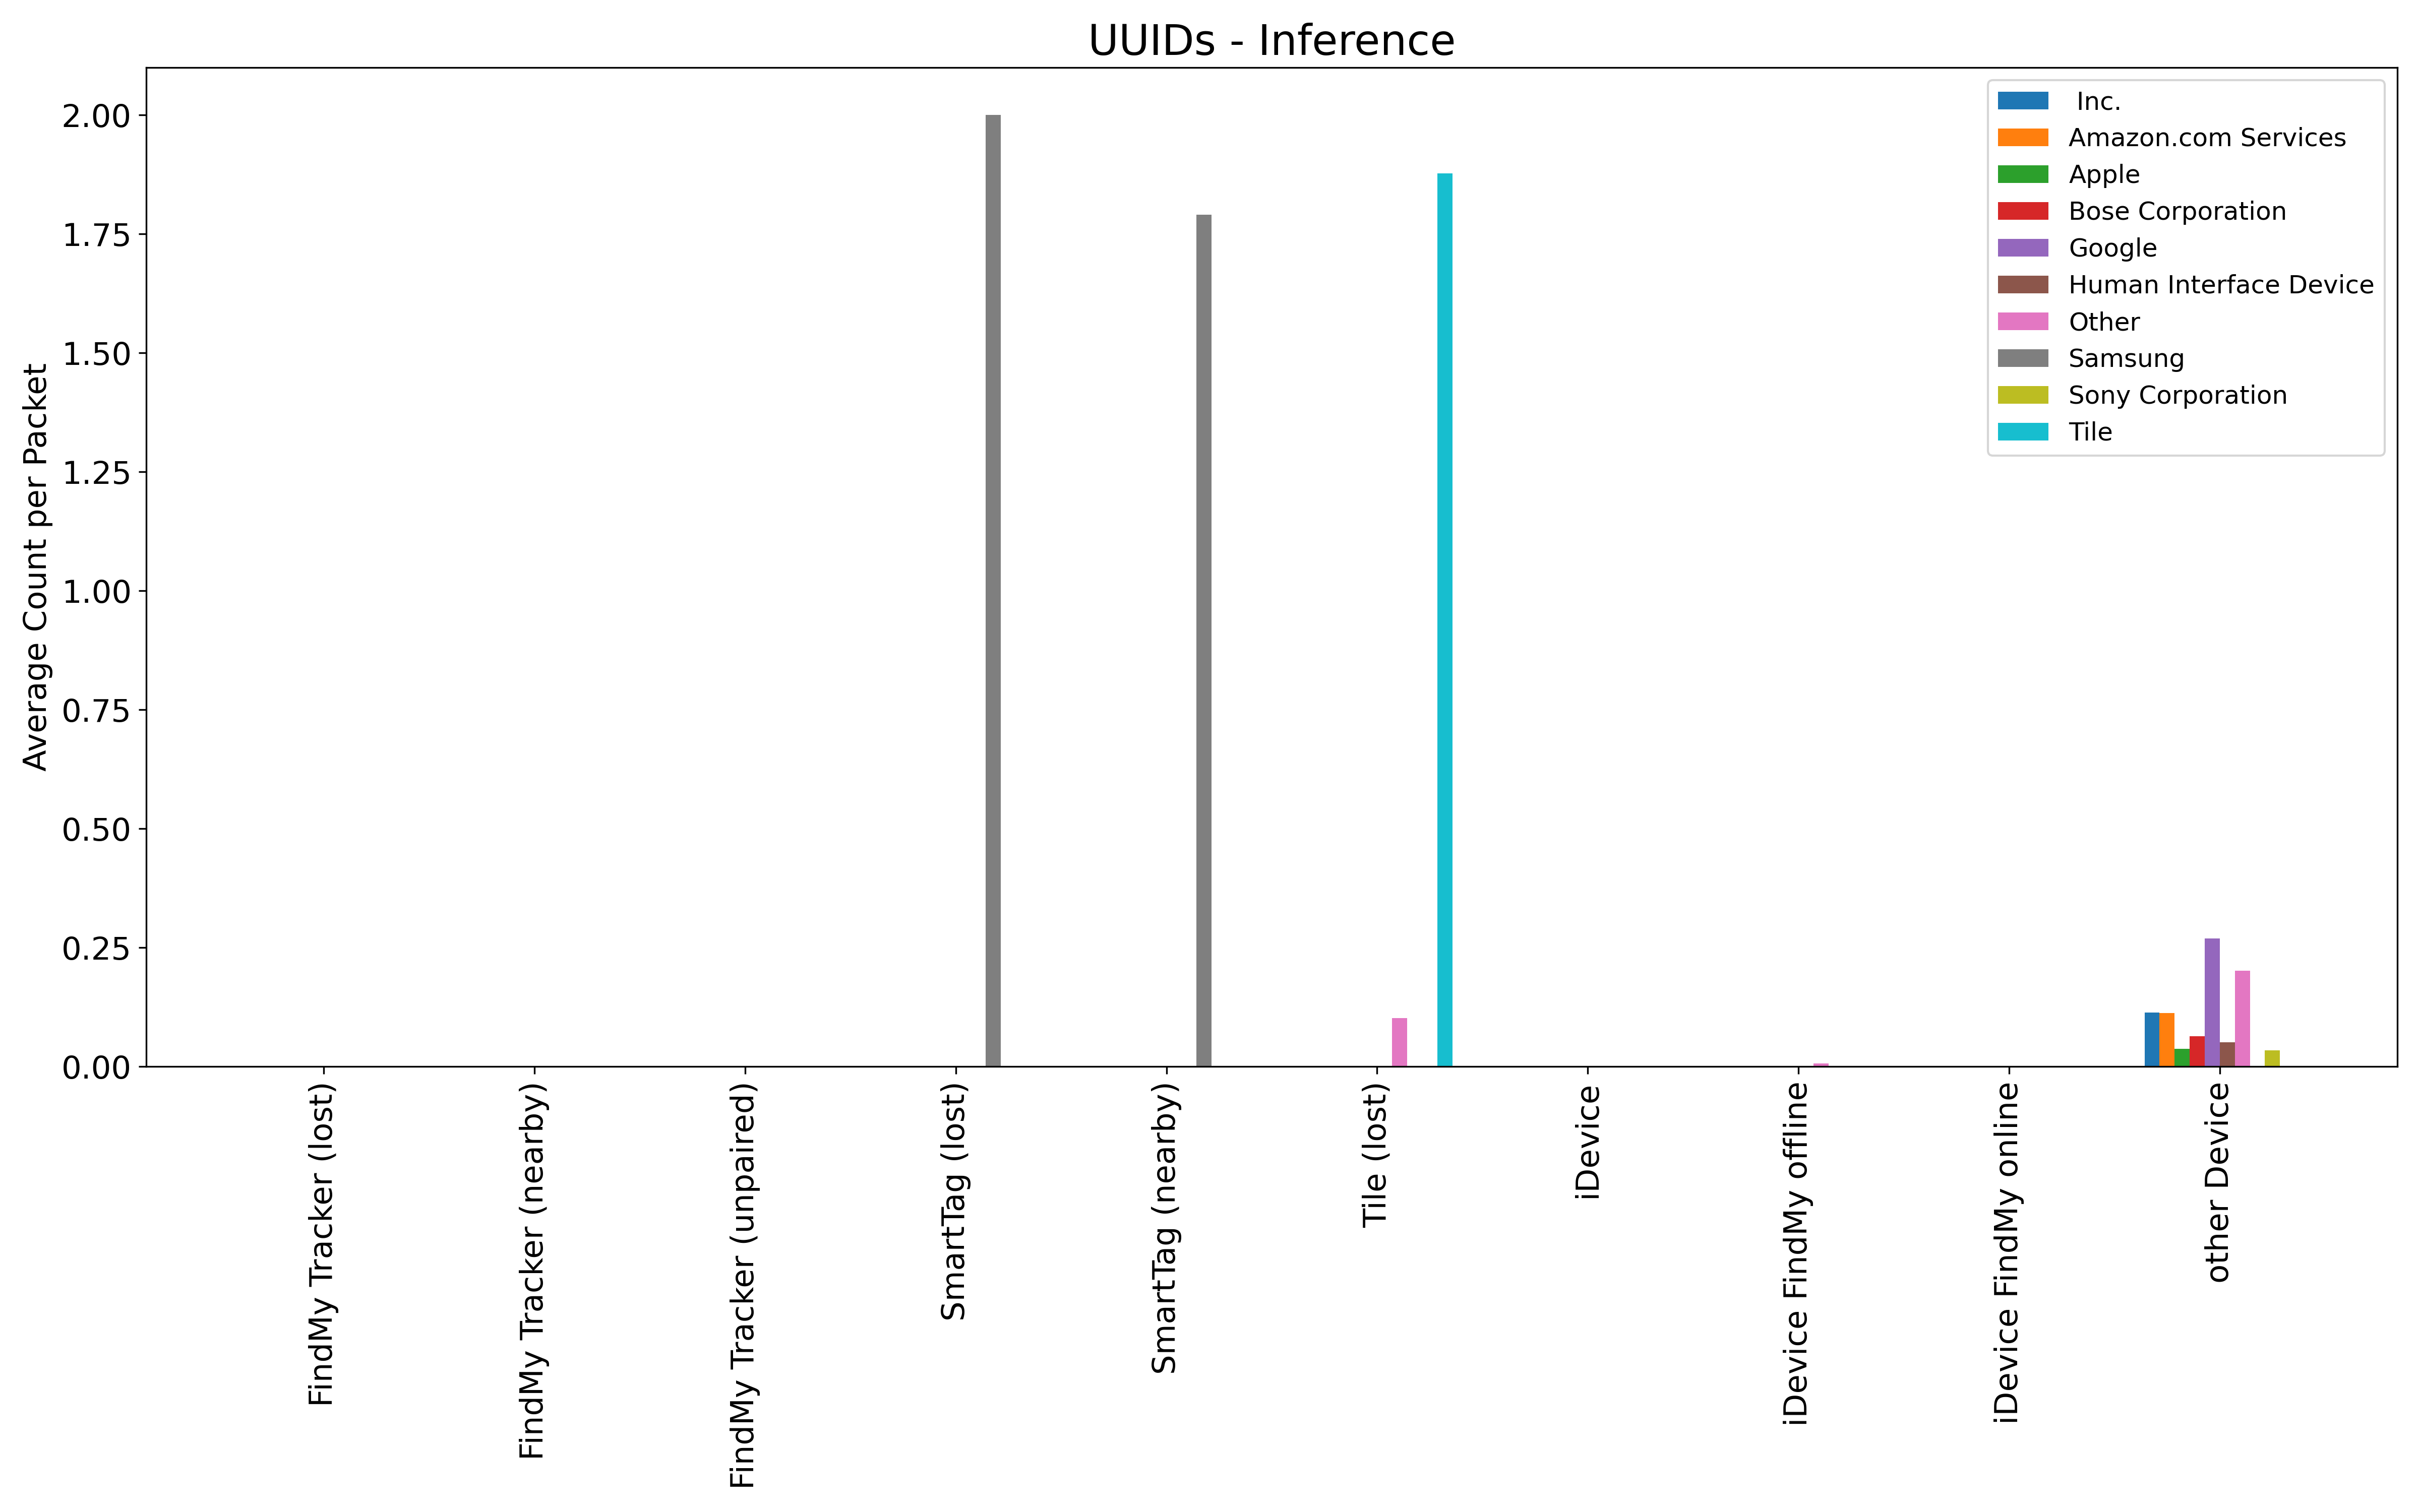 UUIDs - Inference
Average Count per Packet
2.00
1.75
1.50
1.25
1.00
0.75
0.50
0.25
0.00
Inc.
Amazon.com Services
Apple
Bose Corporation
Google
Human Interface Device
Other
Samsung
Sony Corporation
Tile
FindMy Tracker (lost)
FindMy Tracker (nearby)
FindMy Tracker (unpaired)
SmartTag (lost)
SmartTag (nearby)
Tile (lost)
iDevice
iDevice FindMy offline
iDevice FindMy online
other Device